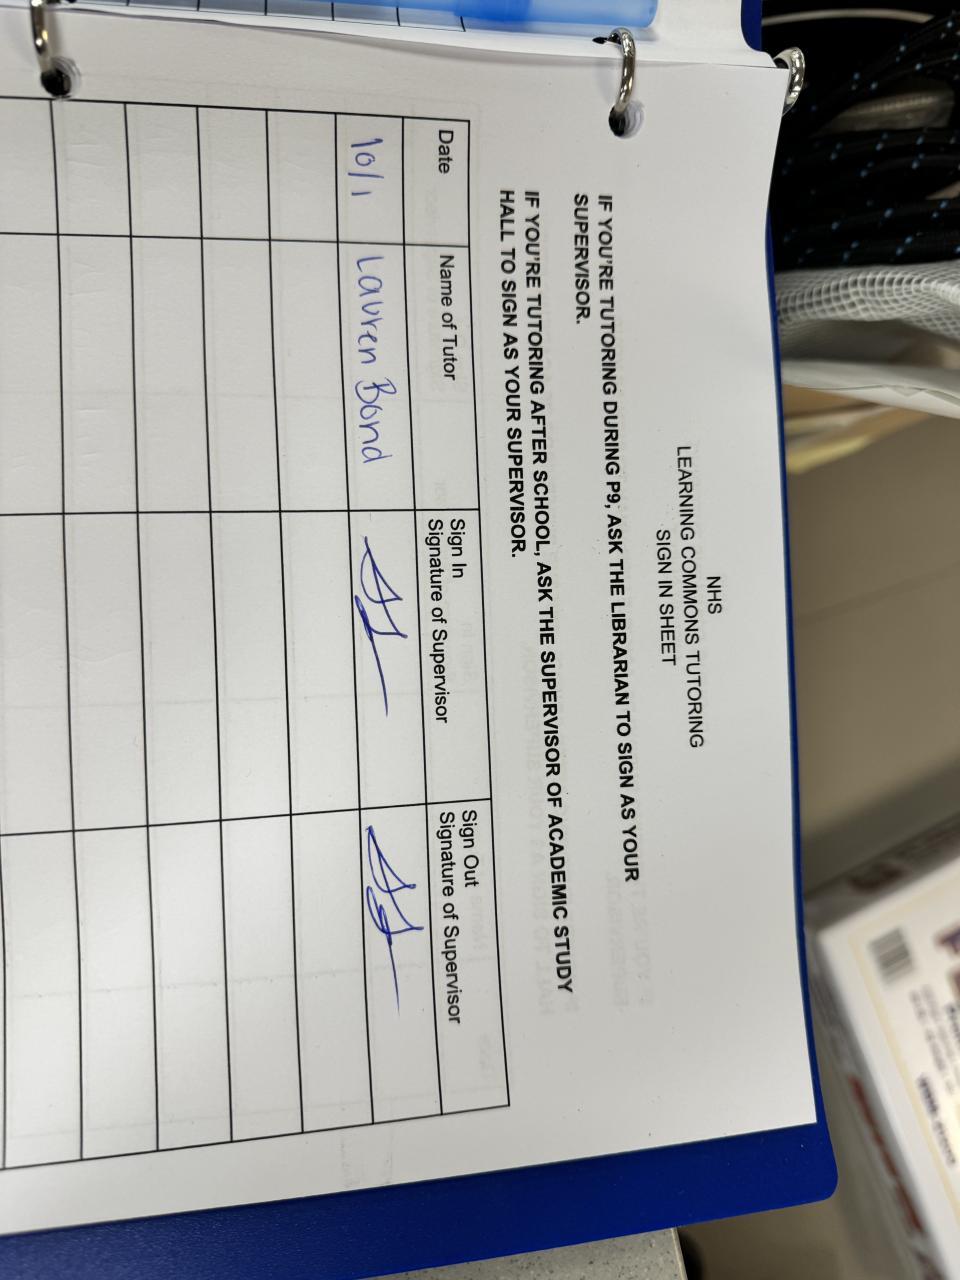 NHS
LEARNING COMMONS TUTORING
SIGN IN SHEET
IF YOU'RE TUTORING DURING P9, ASK THE LIBRARIAN TO SIGN AS YOUR
SUPERVISOR.
IF YOU'RE TUTORING AFTER SCHOOL, ASK THE SUPERVISOR OF ACADEMIC STUDY
HALL TO SIGN AS YOUR SUPERVISOR.
Date
Name of Tutor
Sign In
Signature of Supervisor
Sign Out
Signature of Supervisor
10/1
Lauren Bond